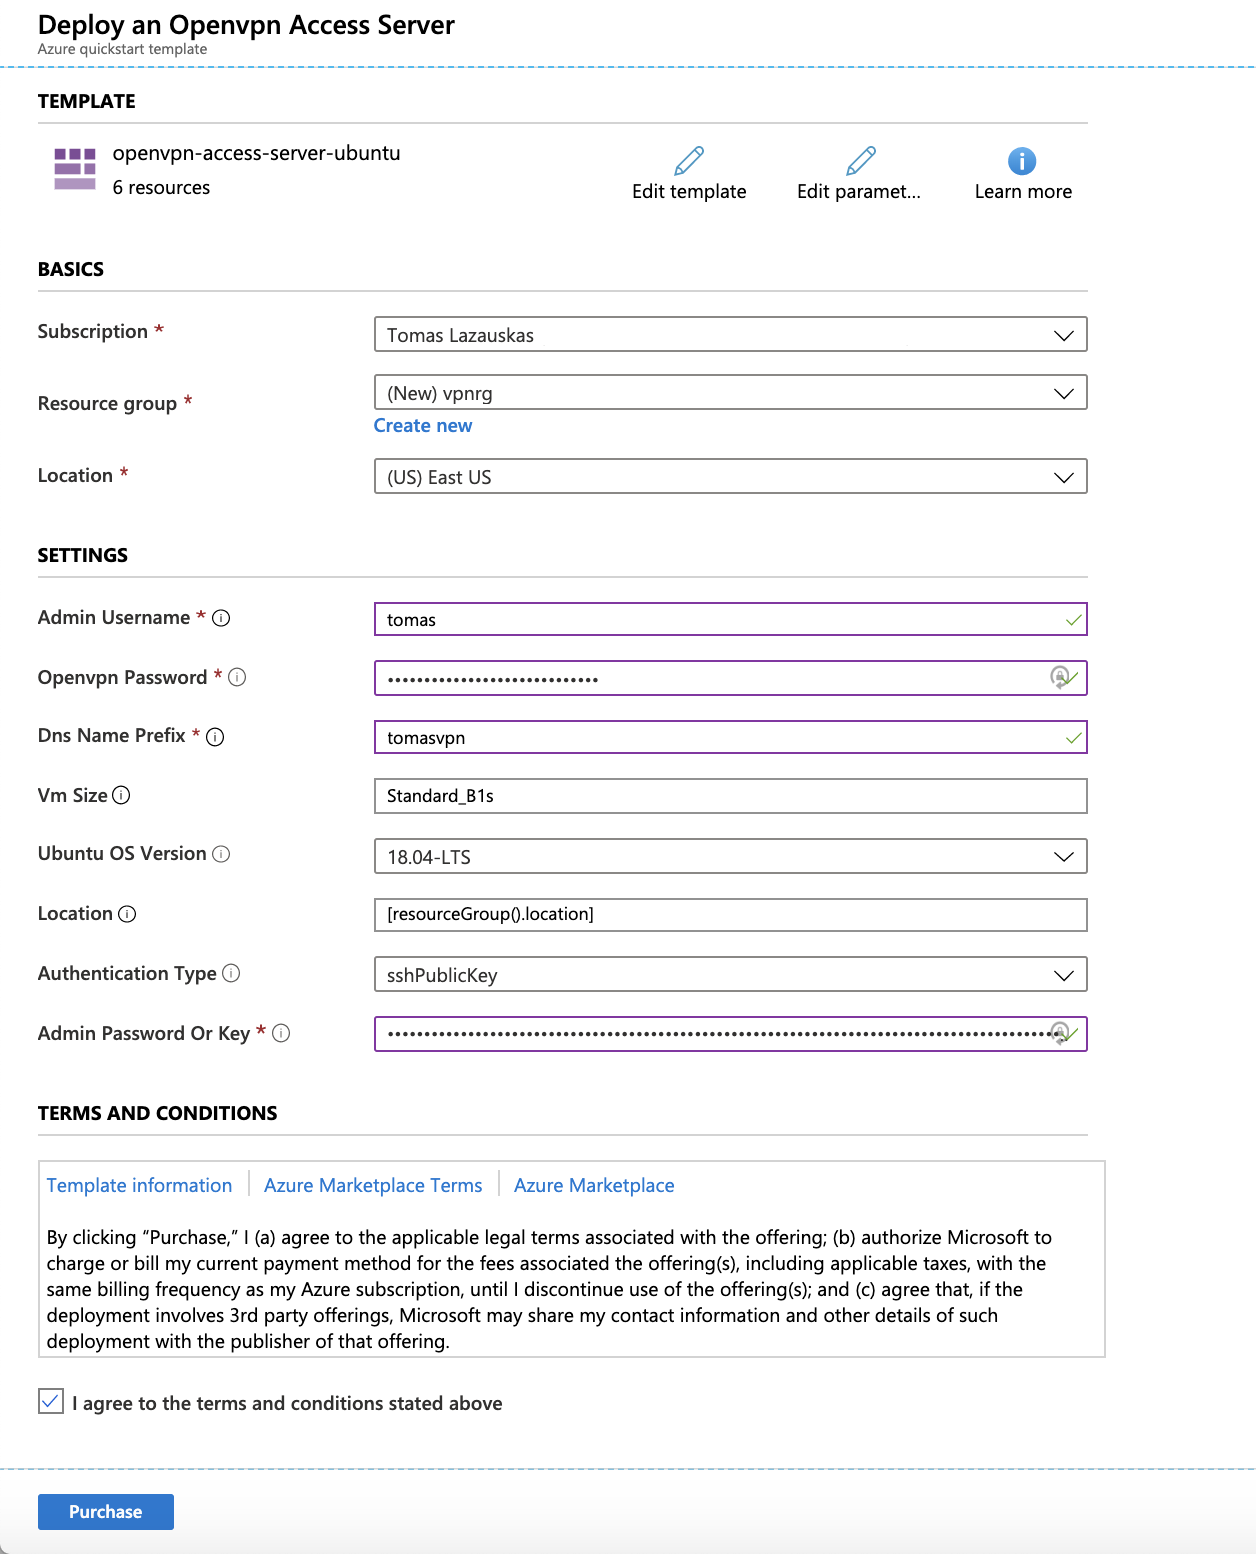 Deploy an Openvpn Access Server
Azure quickstart template
TEMPLATE
openvpn-access-server-ubuntu
6 resources
Edit template
Edit paramet...
Learn more
BASICS
Subscription *
Tomas Lazauskas
Resource group *
(New) vpnrg
Create new
Location *
(US) East US
SETTINGS
Admin Username *
tomas
Openvpn Password *
Dns Name Prefix *
tomasvpn
Vm Size
Standard_B1s
Ubuntu OS Version
18.04-LTS
Location
[resourceGroup().location]
Authentication Type
sshPublicKey
Admin Password Or Key *
TERMS AND CONDITIONS
Template information
Azure Marketplace Terms
Azure Marketplace
By clicking “Purchase,” I (a) agree to the applicable legal terms associated with the offering; (b) authorize Microsoft to
charge or bill my current payment method for the fees associated the offering(s), including applicable taxes, with the
same billing frequency as my Azure subscription, until I discontinue use of the offering(s); and (c) agree that, if the
deployment involves 3rd party offerings, Microsoft may share my contact information and other details of such
deployment with the publisher of that offering.
I agree to the terms and conditions stated above
Purchase